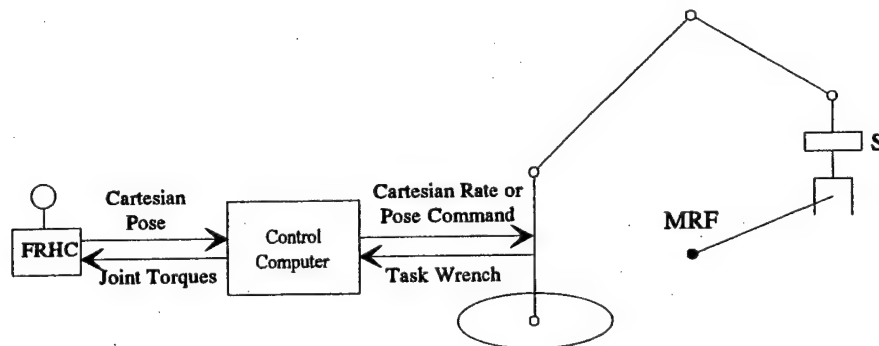 FRHC
Cartesian
Pose
Joint Torques
Control
Computer
Cartesian Rate or
Pose Command
Task Wrench
MRF
S